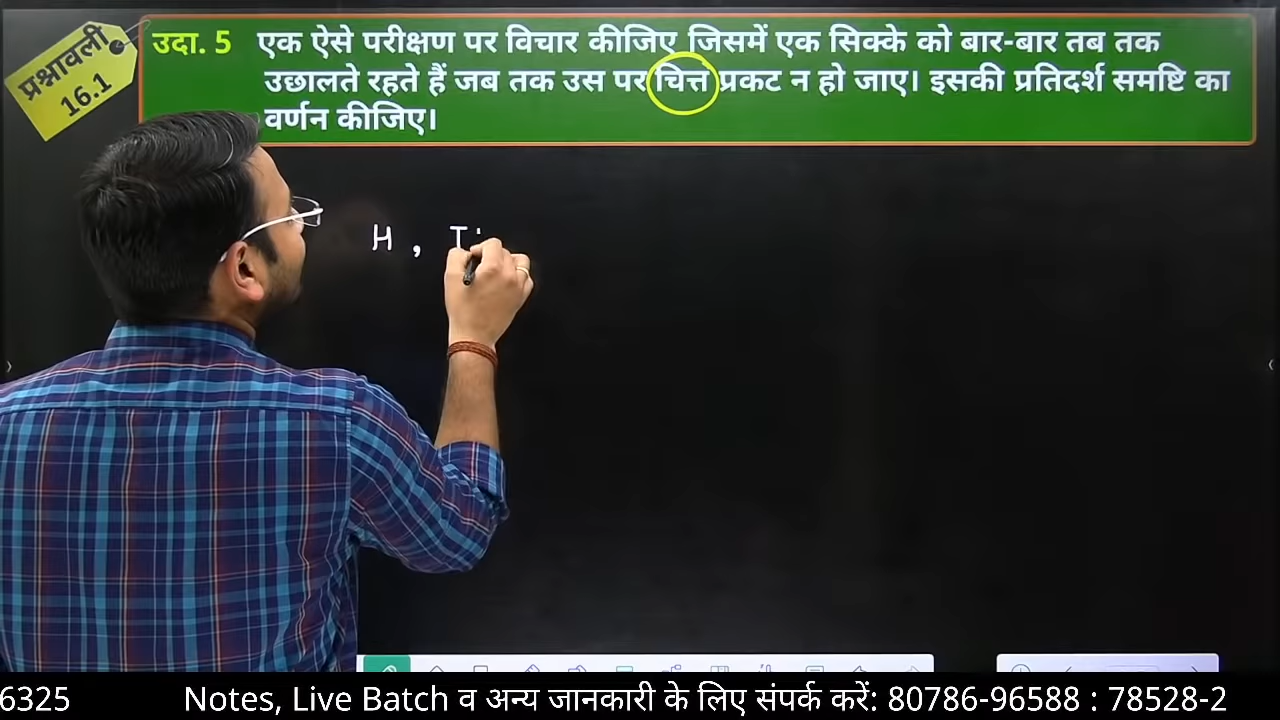 प्रश्नावली
16.1
उदा. 5 एक ऐसे परीक्षण पर विचार कीजिए जिसमें एक सिक्के को बार-बार तब तक
उछालते रहते हैं जब तक उस पर चित्त प्रकट न हो जाए। इसकी प्रतिदर्श समष्टि का
वर्णन कीजिए।
H , T
6325 Notes, Live Batch व अन्य जानकारी के लिए संपर्क करें: 80786-96588 : 78528-2